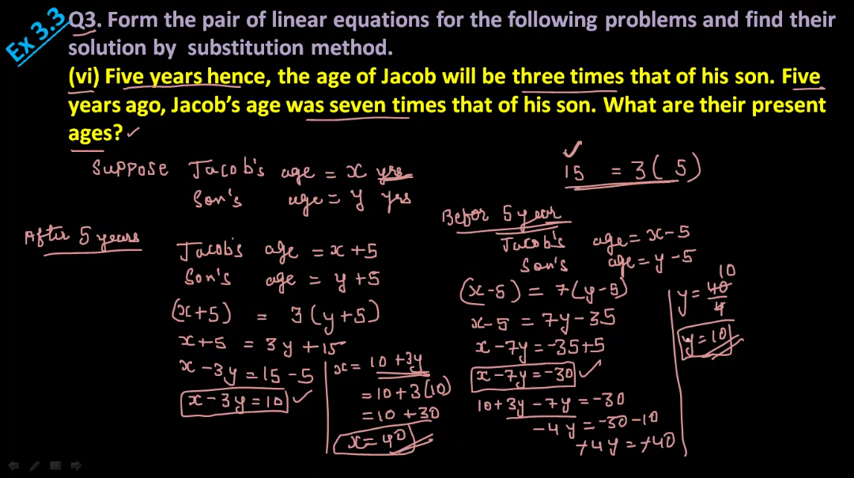 Ex 3.3
Q3. Form the pair of linear equations for the following problems and find their
solution by substitution method.
(vi) Five years hence, the age of Jacob will be three times that of his son. Five
years ago, Jacob's age was seven times that of his son. What are their present
ages?
Suppose Jacob's age = x yrs
Son's age = y yrs
15 = 3(5)
After 5 years
Jacob's age = x+5
Son's age = y+5
(x+5) = 3(y+5)
x+5 = 3y+15
x-3y = 15-5
x-3y = 10
x = 10+3y
= 10+3(10)
= 10+30
x = 40
Befor 5 year
Jacob's age = x-5
Son's age = y-5
(x-5) = 7(y-5)
x-5 = 7y-35
x-7y = -35+5
x-7y = -30
10+3y-7y = -30
-4y = -30-10
-4y = -40
10
y = 40/4
y = 10